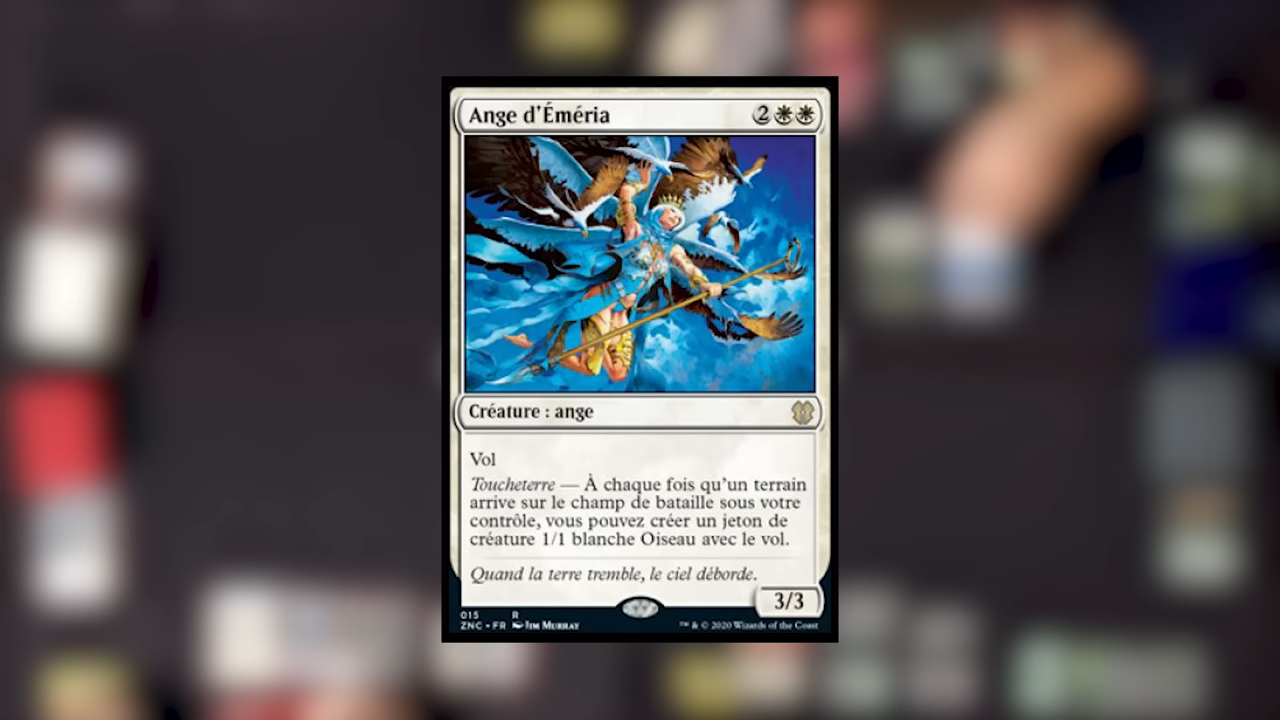 Ange d'Éméria
2
Créature : ange
Vol
Toucheterre — À chaque fois qu'un terrain
arrive sur le champ de bataille sous votre
contrôle, vous pouvez créer un jeton de
créature 1/1 blanche Oiseau avec le vol.
Quand la terre tremble, le ciel déborde.
3/3
015 R
ZNC • FR Jim Murray
™ & © 2020 Wizards of the Coast